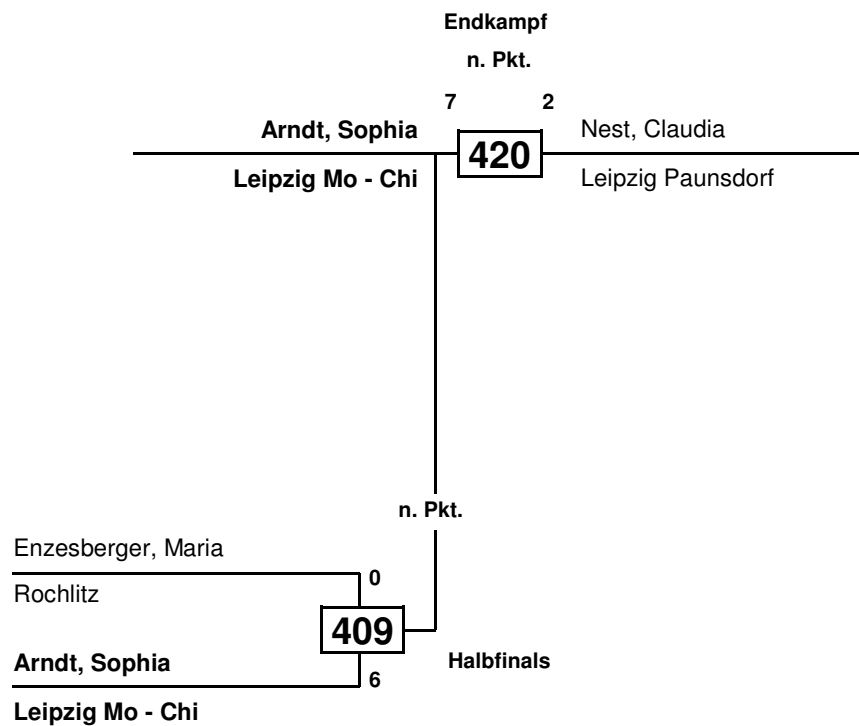 Endkampf
n. Pkt.
7 2
Arndt, Sophia 420 Nest, Claudia
Leipzig Mo - Chi Leipzig Paunsdorf
n. Pkt.
Enzesberger, Maria
0
Rochlitz
409
Arndt, Sophia Halbfinals
6
Leipzig Mo - Chi